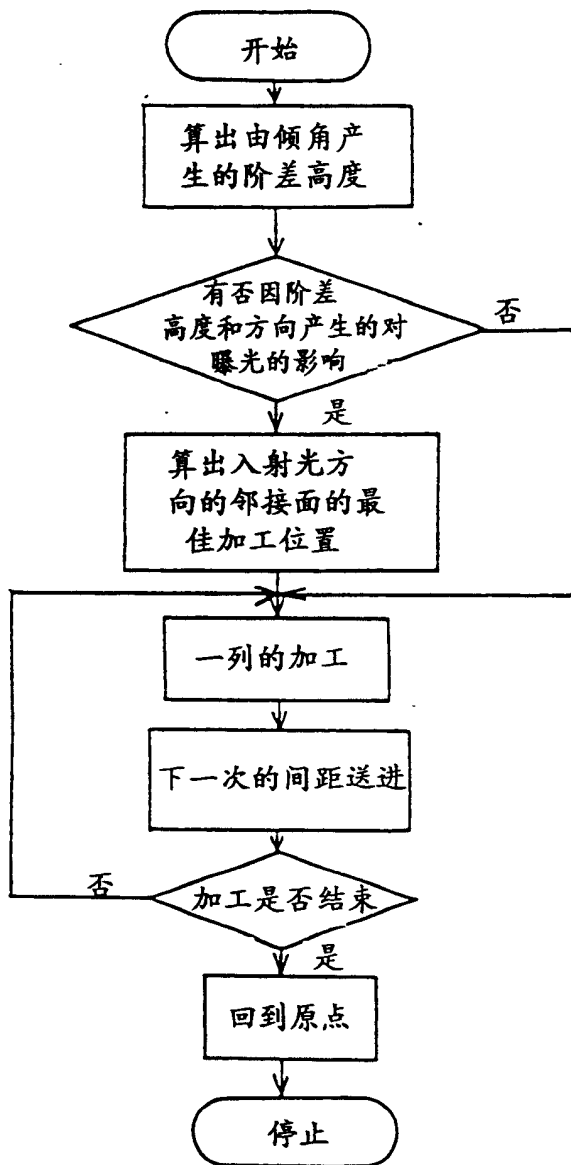 开始
算出由倾角产
生的阶差高度
有否因阶差
高度和方向产生的对
曝光的影响
否
是
算出入射光方
向的邻接面的最
佳加工位置
一列的加工
下一次的间距送进
加工是否结束
否
是
回到原点
停止